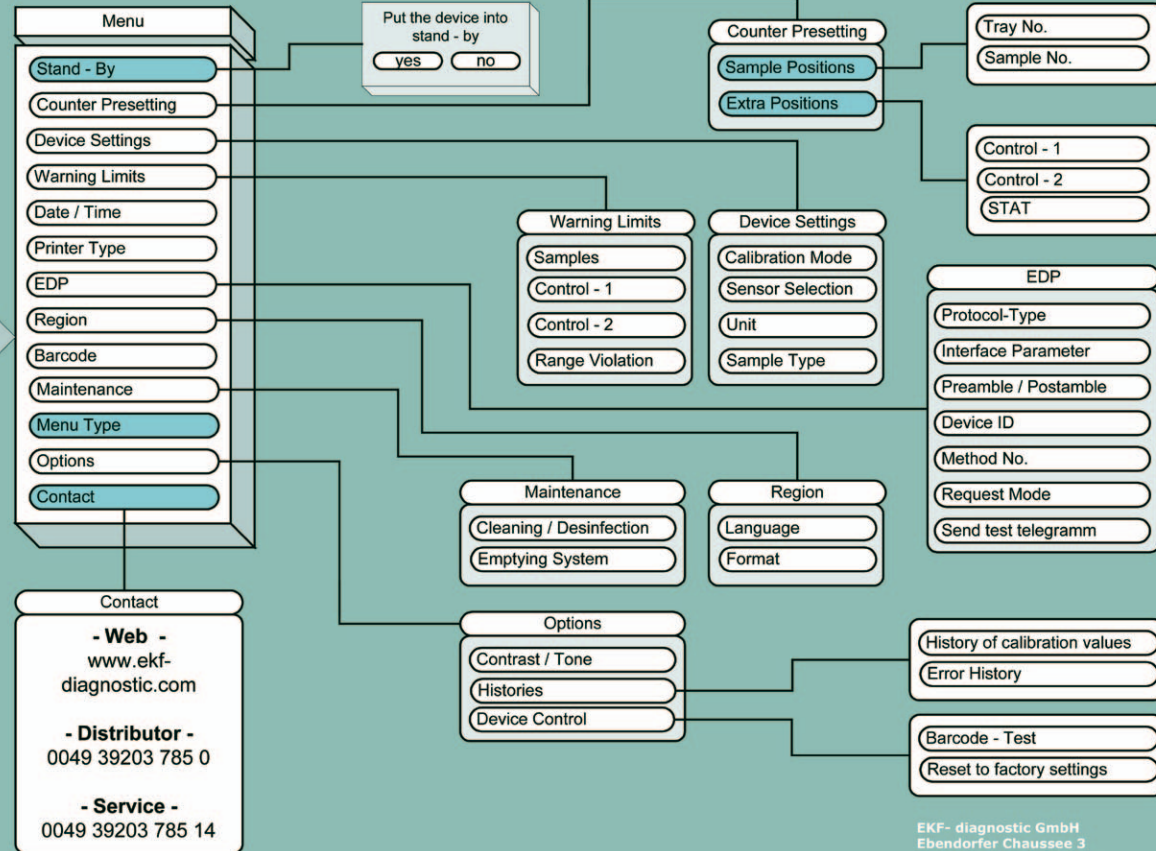 Menu
Stand - By
Counter Presetting
Device Settings
Warning Limits
Date / Time
Printer Type
EDP
Region
Barcode
Maintenance
Menu Type
Options
Contact
Put the device into
stand - by
yes no
Counter Presetting
Sample Positions
Extra Positions
Tray No.
Sample No.
Control - 1
Control - 2
STAT
Warning Limits
Samples
Control - 1
Control - 2
Range Violation
Device Settings
Calibration Mode
Sensor Selection
Unit
Sample Type
EDP
Protocol-Type
Interface Parameter
Preamble / Postamble
Device ID
Method No.
Request Mode
Send test telegramm
Maintenance
Cleaning / Desinfection
Emptying System
Region
Language
Format
Contact
- Web -
www.ekf-
diagnostic.com
- Distributor -
0049 39203 785 0
- Service -
0049 39203 785 14
Options
Contrast / Tone
Histories
Device Control
History of calibration values
Error History
Barcode - Test
Reset to factory settings
EKF- diagnostic GmbH
Ebendorfer Chaussee 3